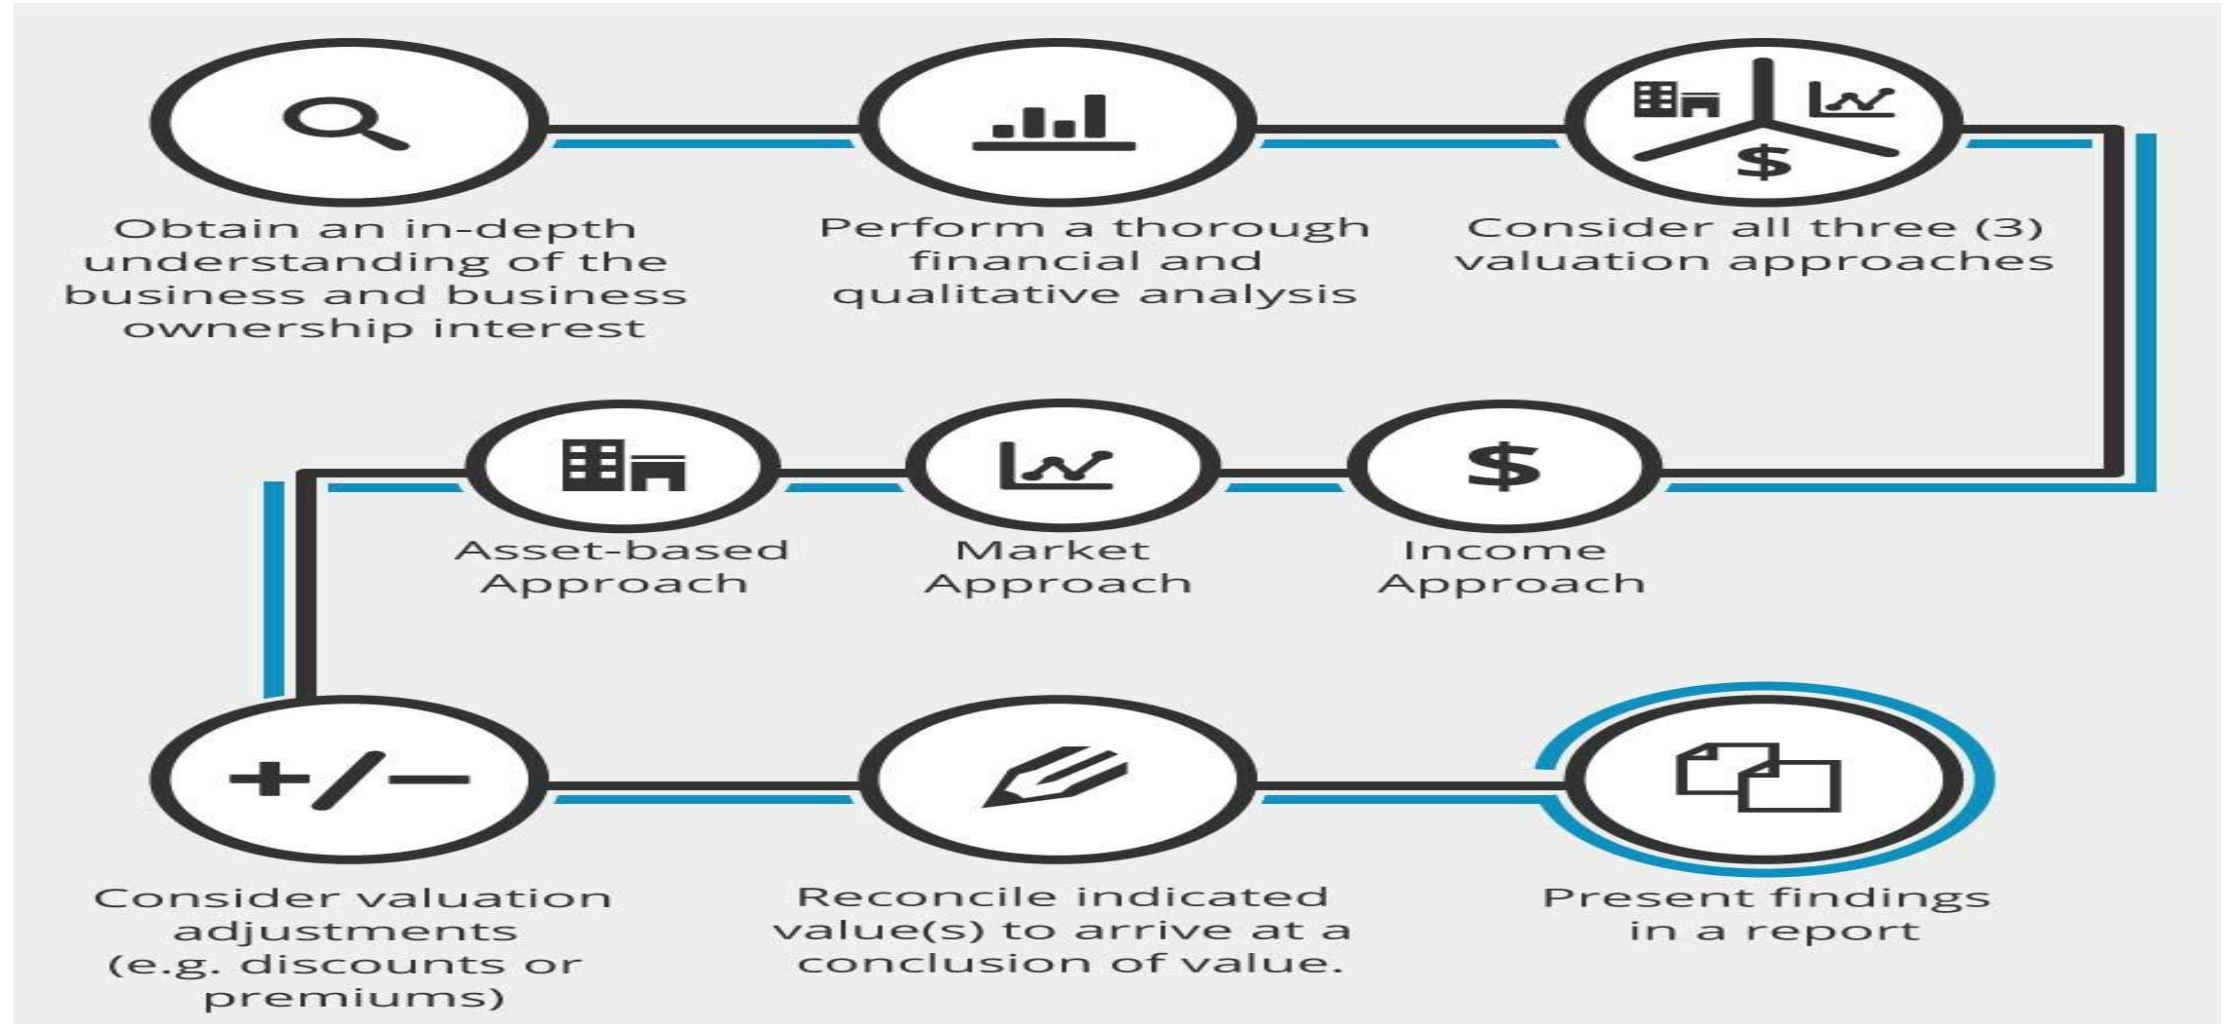 Obtain an in-depth
understanding of the
business and business
ownership interest
Perform a thorough
financial and
qualitative analysis
Consider all three (3)
valuation approaches
$
Asset-based
Approach
Market
Approach
$
Income
Approach
+/−
Consider valuation
adjustments
(e.g. discounts or
premiums)
Reconcile indicated
value(s) to arrive at a
conclusion of value.
Present findings
in a report